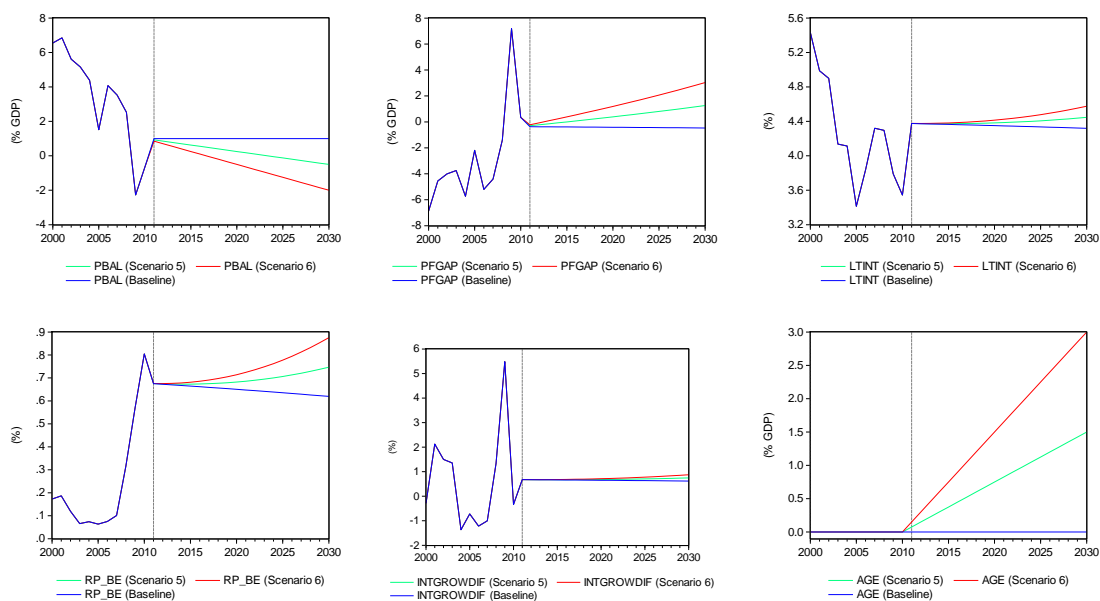 8
6
4
2
0
-2
-4
(% GDP)
2000 2005 2010 2015 2020 2025 2030
PBAL (Scenario 5) PBAL (Scenario 6)
PBAL (Baseline)
8
6
4
2
0
-2
-4
-6
-8
(% GDP)
2000 2005 2010 2015 2020 2025 2030
PFGAP (Scenario 5) PFGAP (Scenario 6)
PFGAP (Baseline)
5.6
5.2
4.8
4.4
4.0
3.6
3.2
(%)
2000 2005 2010 2015 2020 2025 2030
LTINT (Scenario 5) LTINT (Scenario 6)
LTINT (Baseline)
.9
.8
.7
.6
.5
.4
.3
.2
.1
.0
(%)
2000 2005 2010 2015 2020 2025 2030
RP_BE (Scenario 5) RP_BE (Scenario 6)
RP_BE (Baseline)
6
5
4
3
2
1
0
-1
-2
(%)
2000 2005 2010 2015 2020 2025 2030
INTGROWDIF (Scenario 5) INTGROWDIF (Scenario 6)
INTGROWDIF (Baseline)
3.0
2.5
2.0
1.5
1.0
0.5
0.0
(% GDP)
2000 2005 2010 2015 2020 2025 2030
AGE (Scenario 5) AGE (Scenario 6)
AGE (Baseline)